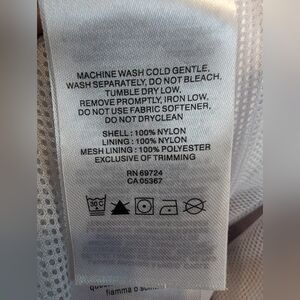 MACHINE WASH COLD GENTLE,
WASH SEPARATELY, DO NOT BLEACH,
TUMBLE DRY LOW,
REMOVE PROMPTLY, IRON LOW,
DO NOT USE FABRIC SOFTENER,
DO NOT DRYCLEAN
SHELL : 100% NYLON
LINING : 100% NYLON
MESH LINING : 100% POLYESTER
EXCLUSIVE OF TRIMMING
RN 69724
CA 05367
30 C
fiamma o